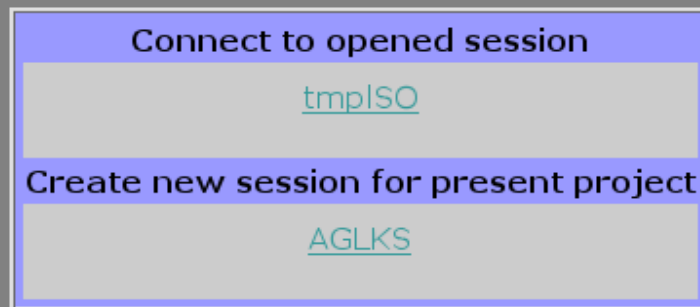 Connect to opened session
tmpISO
Create new session for present project
AGLKS